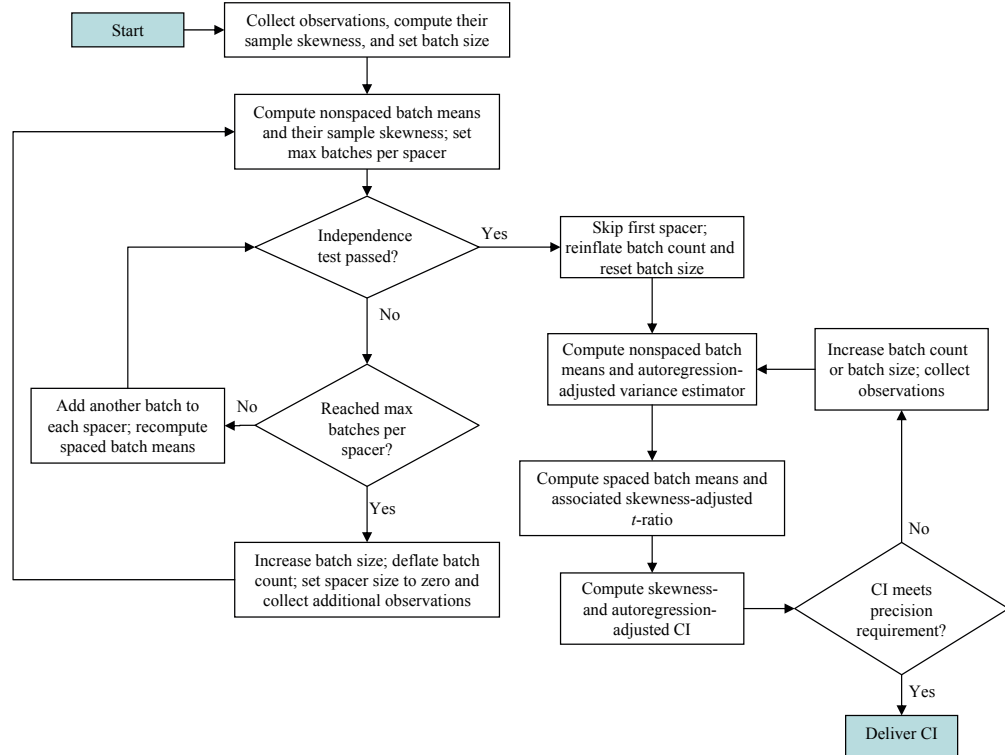 Start
Collect observations, compute their
sample skewness, and set batch size
Compute nonspaced batch means
and their sample skewness; set
max batches per spacer
Independence
test passed?
Yes
No
Skip first spacer;
reinflate batch count and
reset batch size
Reached max
batches per
spacer?
No
Yes
Add another batch to
each spacer; recompute
spaced batch means
Increase batch size; deflate batch
count; set spacer size to zero and
collect additional observations
Compute nonspaced batch
means and autoregression-
adjusted variance estimator
Compute spaced batch means and
associated skewness-adjusted
t-ratio
Compute skewness-
and autoregression-
adjusted CI
Increase batch count
or batch size; collect
observations
No
CI meets
precision
requirement?
Yes
Deliver CI